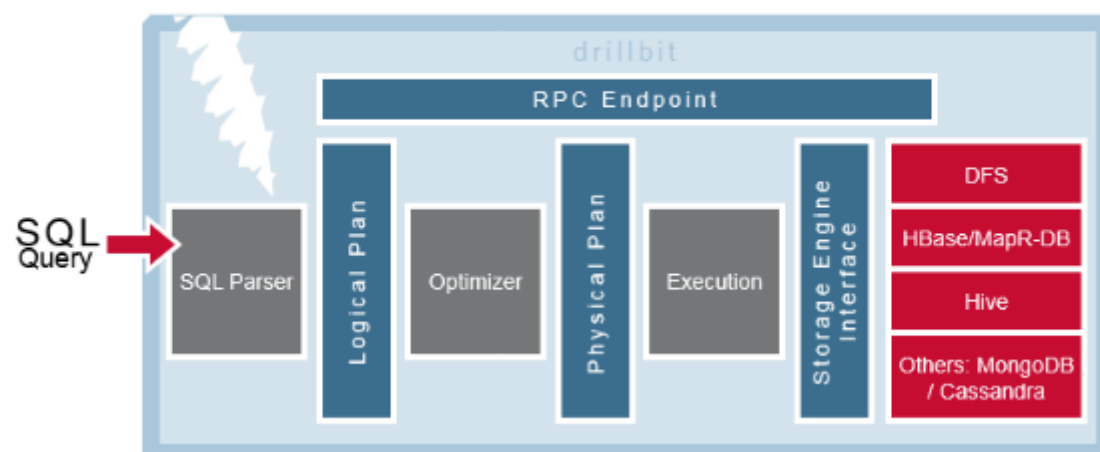 drillbit
RPC Endpoint
SQL
Query
SQL Parser
Logical Plan
Optimizer
Physical Plan
Execution
Storage Engine
Interface
DFS
HBase/MapR-DB
Hive
Others: MongoDB
/ Cassandra